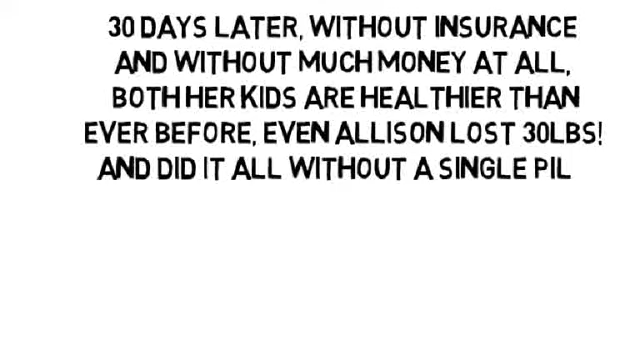 30 DAYS LATER, WITHOUT INSURANCE
AND WITHOUT MUCH MONEY AT ALL,
BOTH HER KIDS ARE HEALTHIER THAN
EVER BEFORE, EVEN ALLISON LOST 30LBS!
AND DID IT ALL WITHOUT A SINGLE PIL